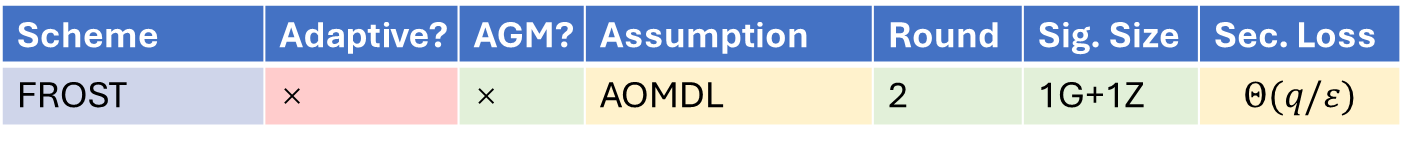 Scheme Adaptive? AGM? Assumption Round Sig. Size Sec. Loss
FROST × × AOMDL 2 1G+1Z Θ(q/ε)